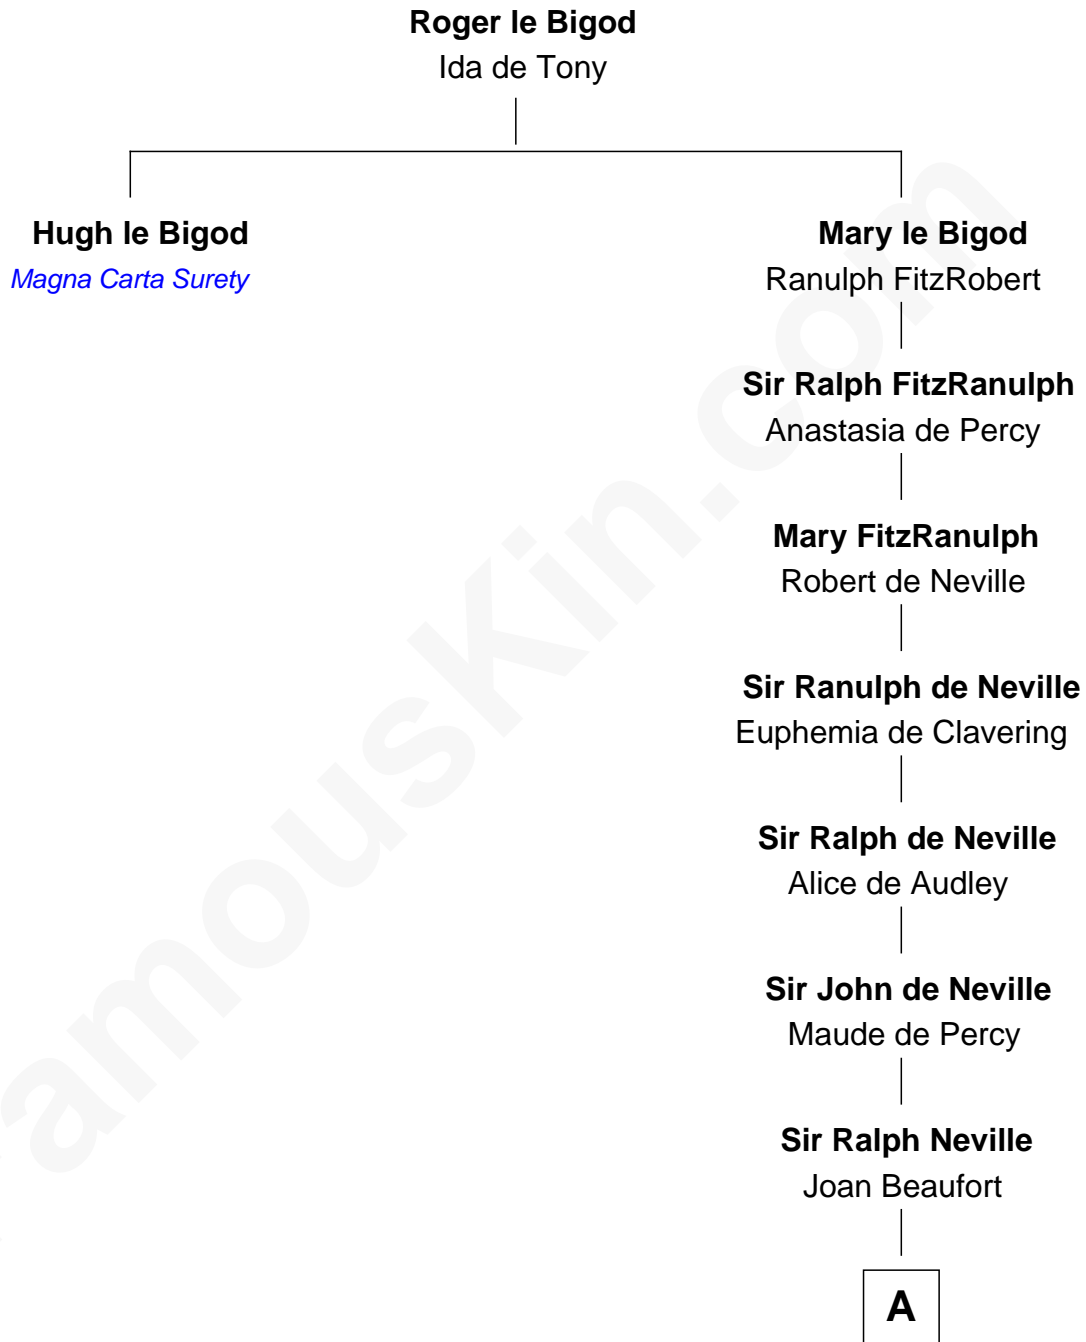 Roger le Bigod
Ida de Tony
Hugh le Bigod
Magna Carta Surety
Mary le Bigod
Ranulph FitzRobert
Sir Ralph FitzRanulph
Anastasia de Percy
Mary FitzRanulph
Robert de Neville
Sir Ranulph de Neville
Euphemia de Clavering
Sir Ralph de Neville
Alice de Audley
Sir John de Neville
Maude de Percy
Sir Ralph Neville
Joan Beaufort
A
amouskin.com